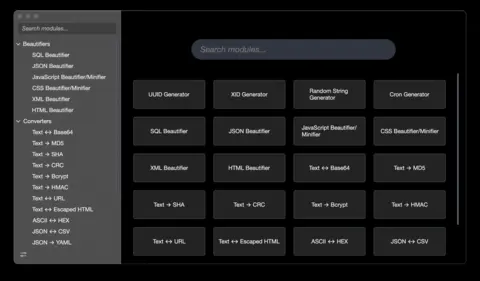 Search modules...
Beautifiers
SQL Beautifier
JSON Beautifier
JavaScript Beautifier/Minifier
CSS Beautifier/Minifier
XML Beautifier
HTML Beautifier
Converters
Text ↔ Base64
Text → MD5
Text → SHA
Text → CRC
Text → Bcrypt
Text → HMAC
Text ↔ URL
Text ↔ Escaped HTML
ASCII ↔ HEX
JSON ↔ CSV
JSON → YAML
Search modules...
UUID Generator
XID Generator
Random String
Generator
Cron Generator
SQL Beautifier
JSON Beautifier
JavaScript Beautifier/
Minifier
CSS Beautifier/Minifier
XML Beautifier
HTML Beautifier
Text ↔ Base64
Text → MD5
Text → SHA
Text → CRC
Text → Bcrypt
Text → HMAC
Text ↔ URL
Text ↔ Escaped HTML
ASCII ↔ HEX
JSON ↔ CSV